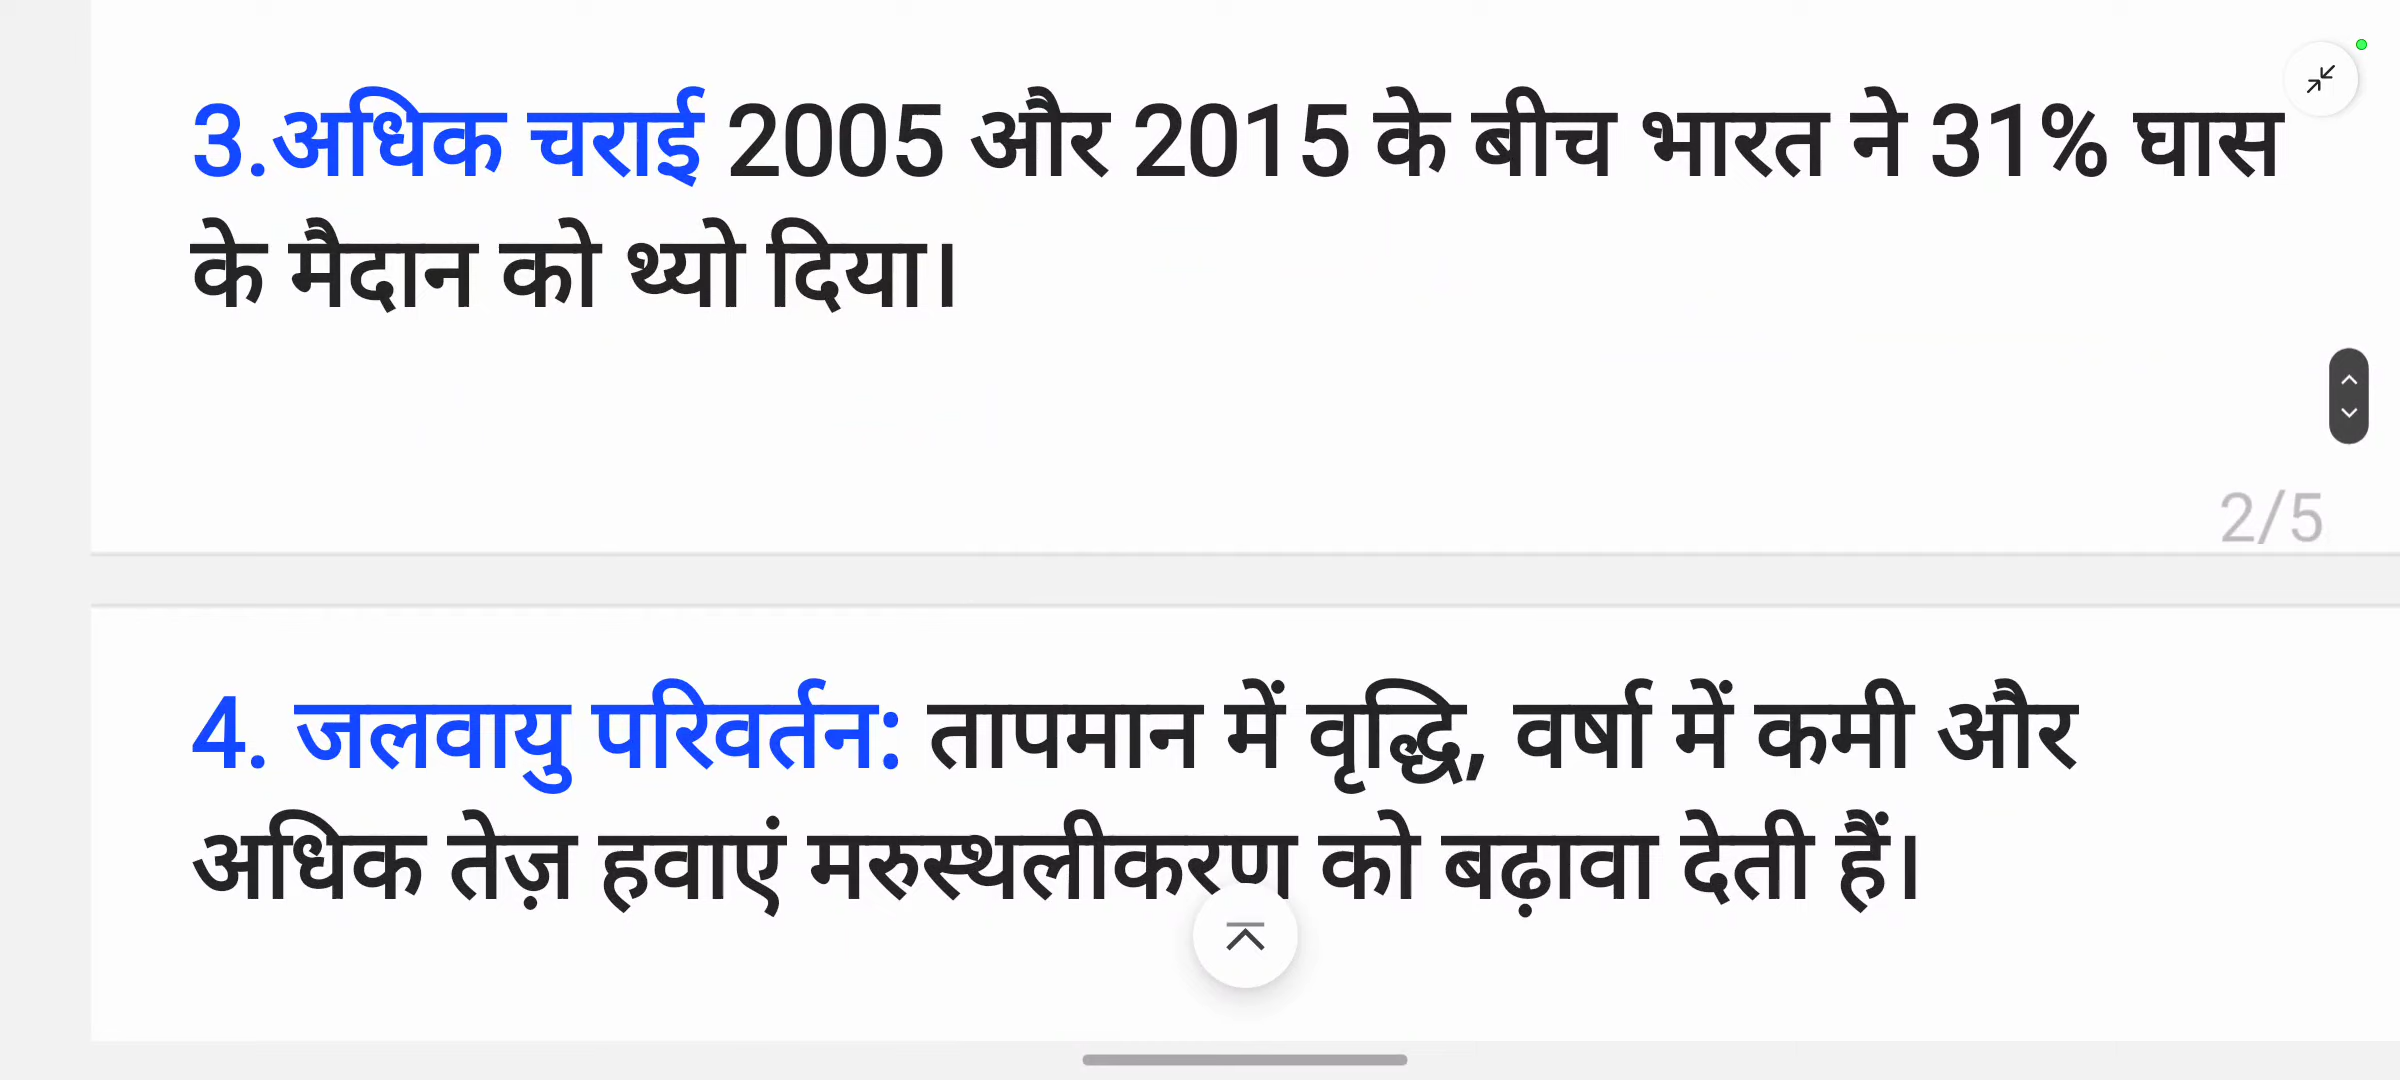 3.अधिक चराई 2005 और 2015 के बीच भारत ने 31% घास
के मैदान को थ्यो दिया।
2/5
4. जलवायु परिवर्तन: तापमान में वृद्धि, वर्षा में कमी और
अधिक तेज़ हवाएं मरुस्थलीकरण को बढ़ावा देती हैं।